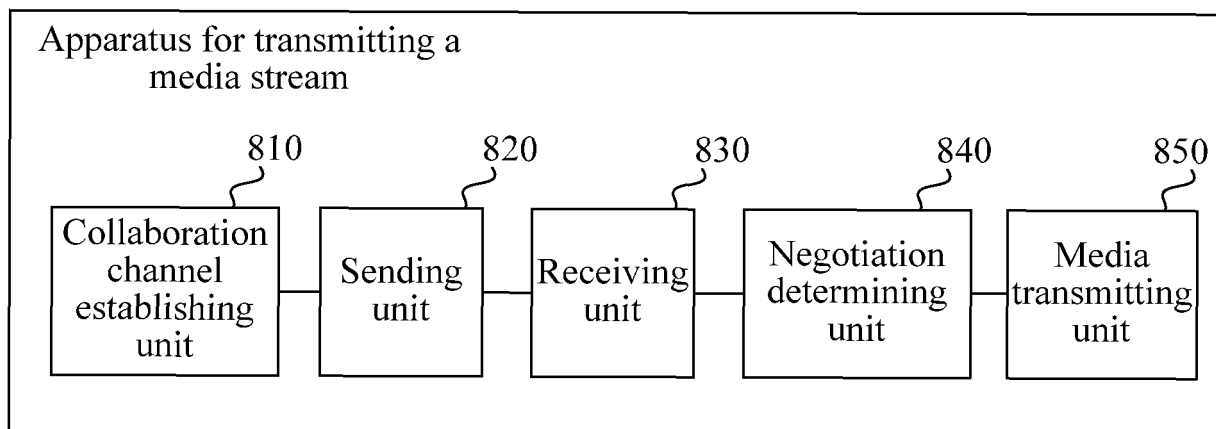 Apparatus for transmitting a
media stream
810
820
830
840
850
Collaboration
channel
establishing
unit
Sending
unit
Receiving
unit
Negotiation
determining
unit
Media
transmitting
unit